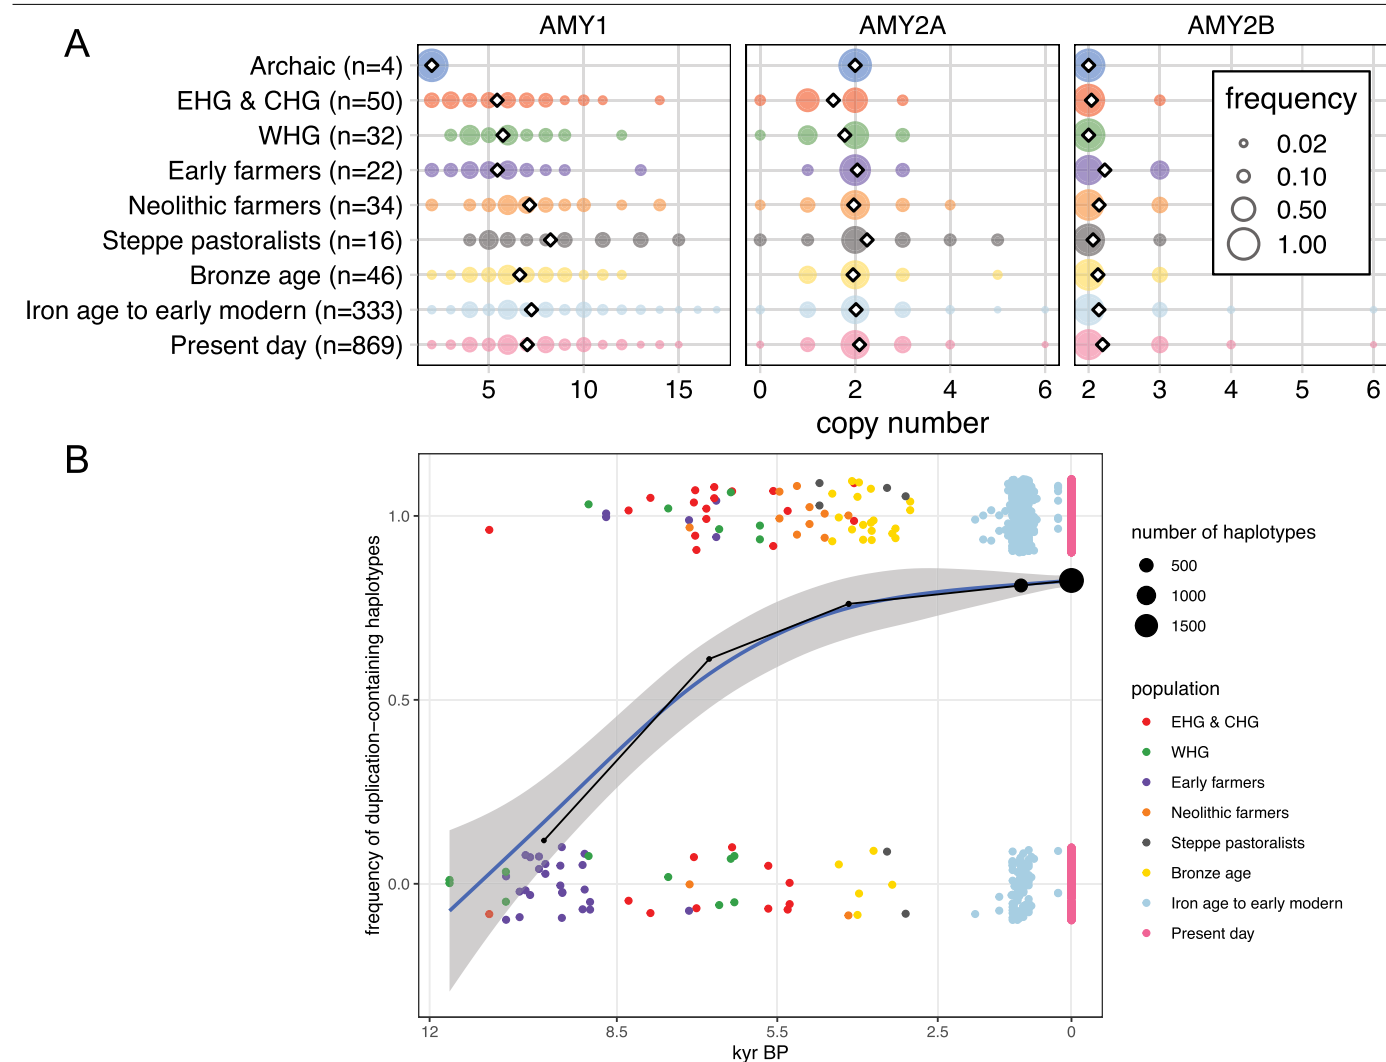 A
AMY1
AMY2A
AMY2B
Archaic (n=4)
EHG & CHG (n=50)
WHG (n=32)
Early farmers (n=22)
Neolithic farmers (n=34)
Steppe pastoralists (n=16)
Bronze age (n=46)
Iron age to early modern (n=333)
Present day (n=869)
frequency
0.02
0.10
0.50
1.00
5 10 15
0 2 4 6
2 3 4 5 6
copy number
B
frequency of duplication−containing haplotypes
1.0
0.5
0.0
12 8.5 5.5 2.5 0
kyr BP
number of haplotypes
500
1000
1500
population
EHG & CHG
WHG
Early farmers
Neolithic farmers
Steppe pastoralists
Bronze age
Iron age to early modern
Present day